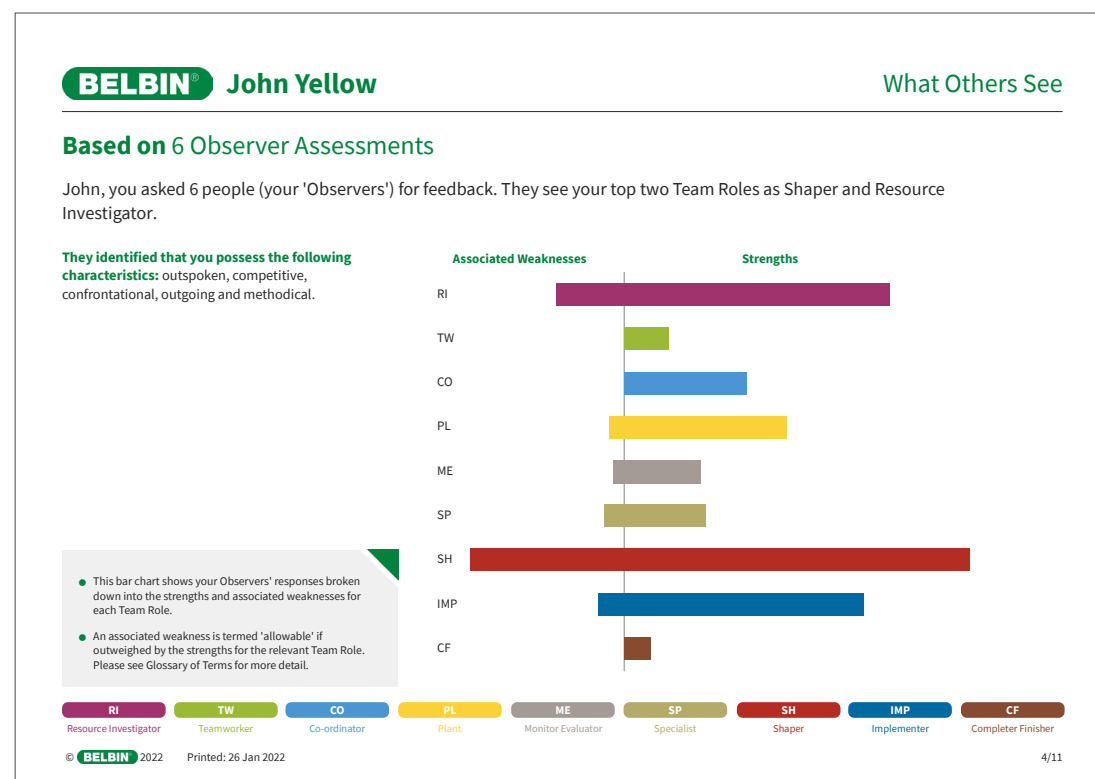 BELBIN® John Yellow
What Others See
Based on 6 Observer Assessments
John, you asked 6 people (your 'Observers') for feedback. They see your top two Team Roles as Shaper and Resource
Investigator.
They identified that you possess the following
characteristics: outspoken, competitive,
confrontational, outgoing and methodical.
Associated Weaknesses
Strengths
RI
TW
CO
PL
ME
SP
SH
IMP
CF
This bar chart shows your Observers' responses broken
down into the strengths and associated weaknesses for
each Team Role.
An associated weakness is termed 'allowable' if
outweighed by the strengths for the relevant Team Role.
Please see Glossary of Terms for more detail.
RI TW CO PL ME SP SH IMP CF
Resource Investigator Teamworker Co-ordinator Plant Monitor Evaluator Specialist Shaper Implementer Completer Finisher
© BELBIN® 2022 Printed: 26 Jan 2022
4/11